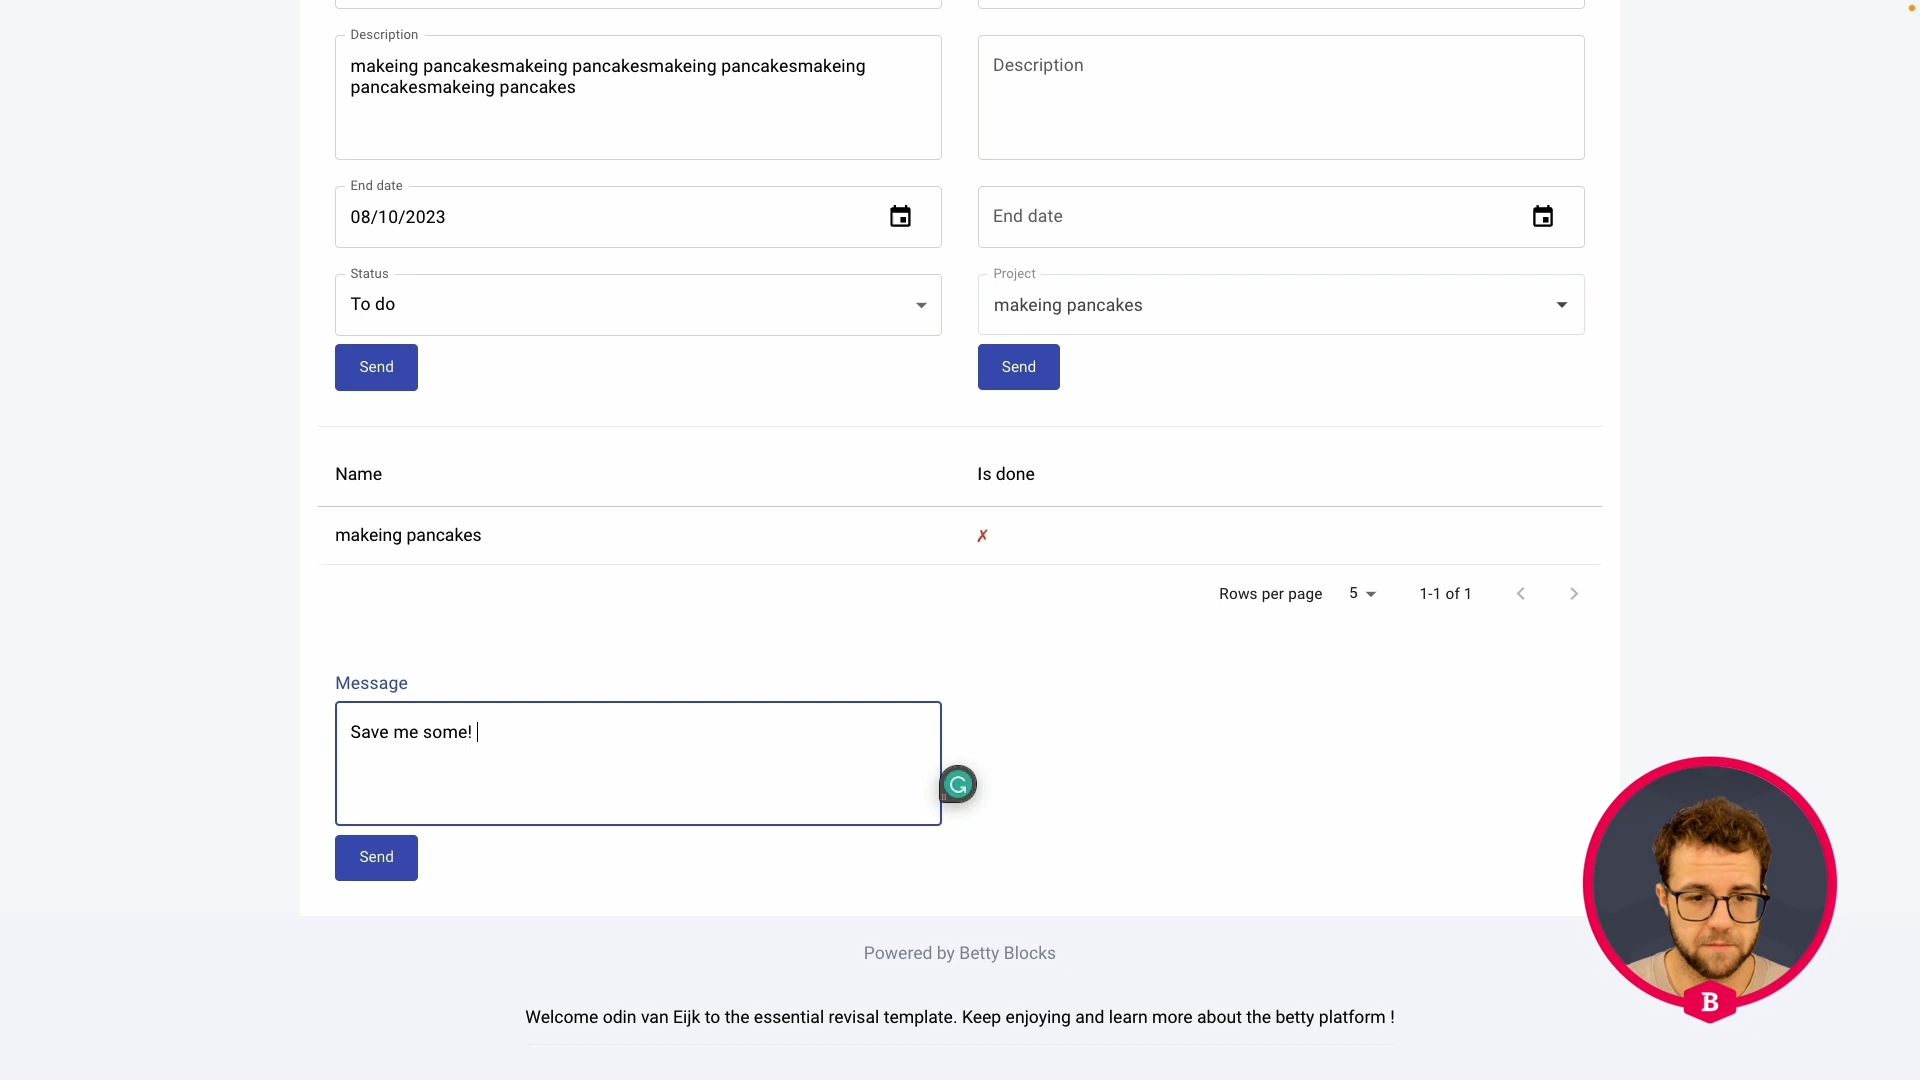 Description
makeing pancakesmakeing pancakesmakeing pancakesmakeing
pancakesmakeing pancakes
Description
End date
08/10/2023
End date
Status
To do
Project
makeing pancakes
Send
Send
Name
Is done
makeing pancakes
✗
Rows per page
5
1-1 of 1
Message
Save me some!
Send
Powered by Betty Blocks
Welcome odin van Eijk to the essential revisal template. Keep enjoying and learn more about the betty platform !
B